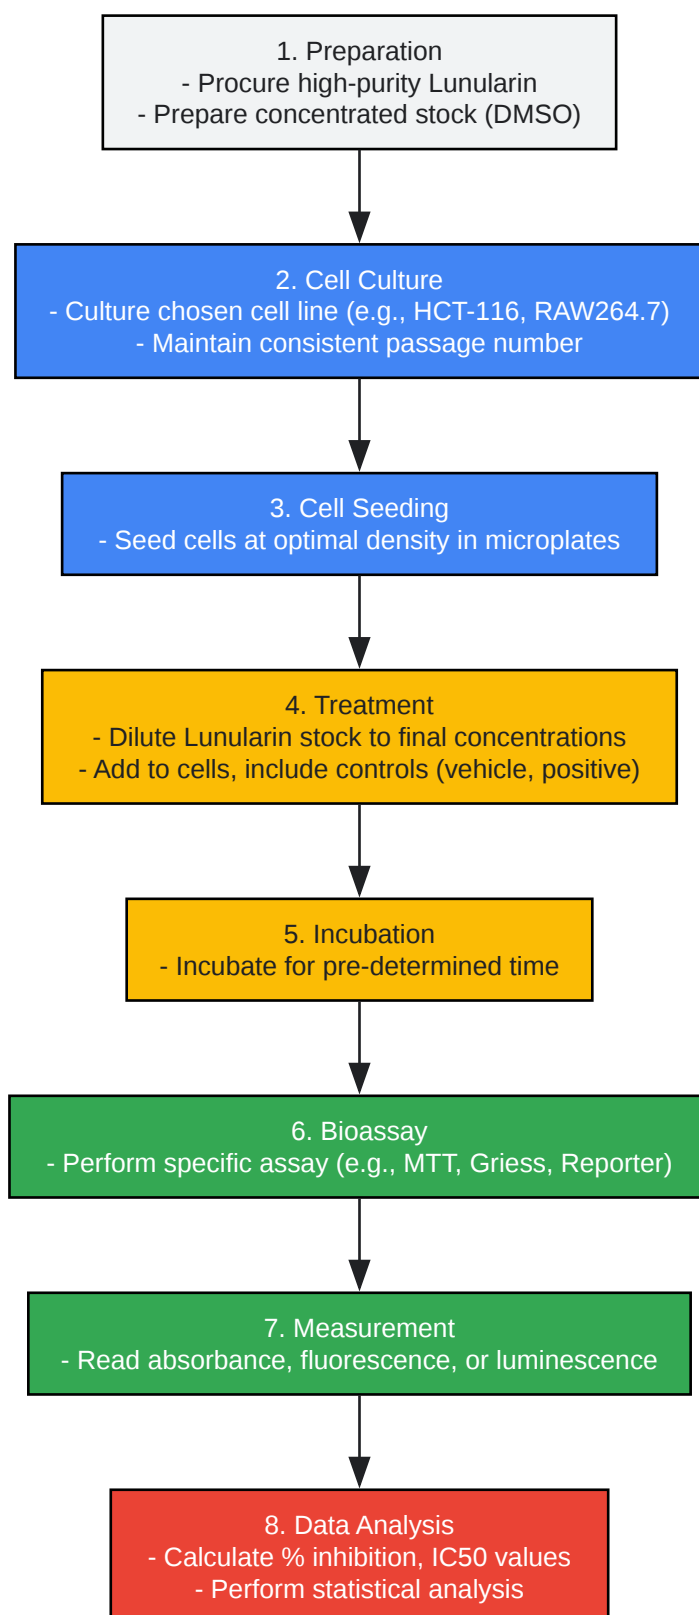 1. Preparation
- Procure high-purity Lunularin
- Prepare concentrated stock (DMSO)
2. Cell Culture
- Culture chosen cell line (e.g., HCT-116, RAW264.7)
- Maintain consistent passage number
3. Cell Seeding
- Seed cells at optimal density in microplates
4. Treatment
- Dilute Lunularin stock to final concentrations
- Add to cells, include controls (vehicle, positive)
5. Incubation
- Incubate for pre-determined time
6. Bioassay
- Perform specific assay (e.g., MTT, Griess, Reporter)
7. Measurement
- Read absorbance, fluorescence, or luminescence
8. Data Analysis
- Calculate % inhibition, IC50 values
- Perform statistical analysis